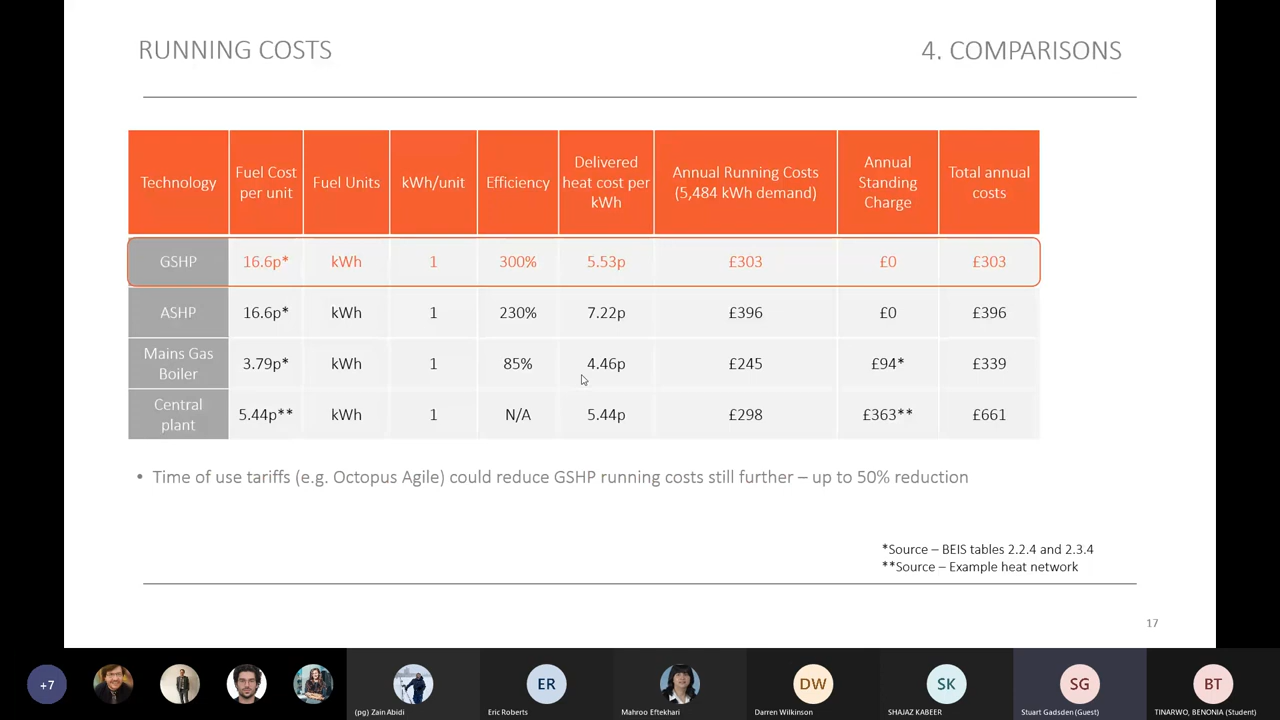 RUNNING COSTS
4. COMPARISONS
Technology
Fuel Cost
per unit
Fuel Units
kWh/unit
Efficiency
Delivered
heat cost per
kWh
Annual Running Costs
(5,484 kWh demand)
Annual
Standing
Charge
Total annual
costs
GSHP 16.6p* kWh 1 300% 5.53p £303 £0 £303
ASHP 16.6p* kWh 1 230% 7.22p £396 £0 £396
Mains Gas
Boiler
3.79p* kWh 1 85% 4.46p £245 £94* £339
Central
plant
5.44p** kWh 1 N/A 5.44p £298 £363** £661
• Time of use tariffs (e.g. Octopus Agile) could reduce GSHP running costs still further – up to 50% reduction
*Source – BEIS tables 2.2.4 and 2.3.4
**Source – Example heat network
17
+7
ER
DW
SK
SG
BT
(pg) Zain Abidi
Eric Roberts
Mahroo Eftekhari
Darren Wilkinson
SHAJAZ KABEER
Stuart Gadsden (Guest)
TINARWO, BENONIA (Student)